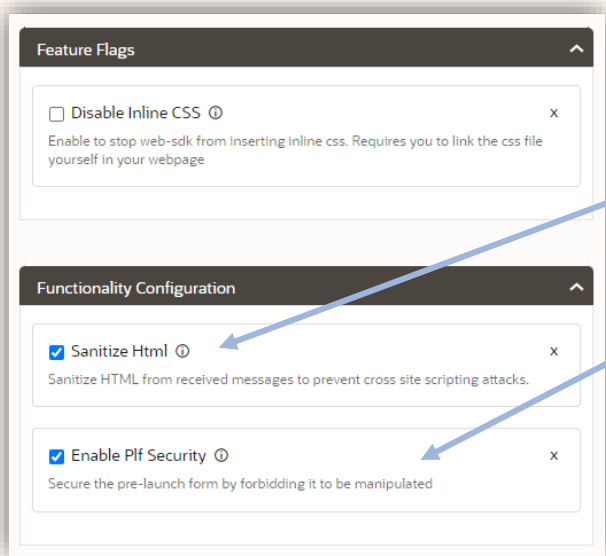 Feature Flags
Disable Inline CSS ⓘ x
Enable to stop web-sdk from inserting inline css. Requires you to link the css file
yourself in your webpage
Functionality Configuration
Sanitize Html ⓘ x
Sanitize HTML from received messages to prevent cross site scripting attacks.
Enable Plf Security ⓘ x
Secure the pre-launch form by forbidding it to be manipulated